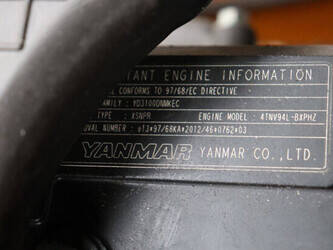 TANT ENGINE INFORMATION
E CONFORMS TO 97/68/EC DIRECTIVE
AMILY : YD3100DNMKEC
TYPE : XSNPR ENGINE MODEL : 4TNV94L-BXPHZ
OVAL NUMBER : e13*97/68KA*2012/46*0762*03
YANMAR YANMAR CO.,LTD.